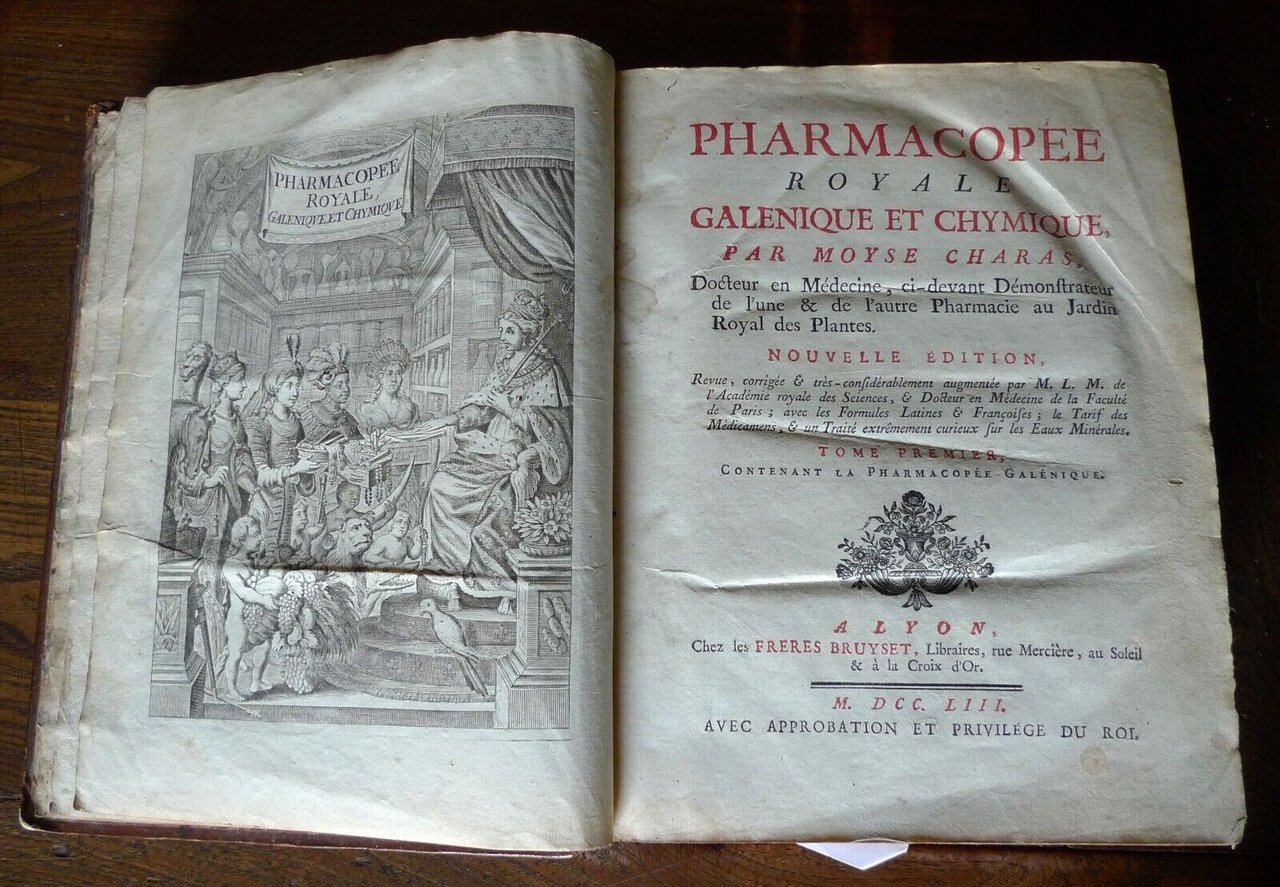 PHARMACOPEE
ROYALE,
GALENIQUE ET CHYMIQUE
PHARMACOPÉE
ROYALE
GALENIQUE ET CHYMIQUE,
PAR MOYSE CHARAS,
Docteur en Médecine, ci-devant Démonſtrateur
de l'une & de l'autre Pharmacie au Jardin
Royal des Plantes.
NOUVELLE ÉDITION,
Revue, corrigée & très-conſidérablement augmentée par M. L. M. de
l'Académie royale des Sciences, & Docteur en Médecine de la Faculté
de Paris; avec les Formules Latines & Françoiſes; le Tarif des
Médicamens, & un Traité extrêmement curieux ſur les Eaux Minérales.
TOME PREMIER,
CONTENANT LA PHARMACOPÉE GALÉNIQUE.
A LYON,
Chez les FRERES BRUYSET, Libraires, rue Mercière, au Soleil
& à la Croix d'Or.
M. DCC. LIII.
AVEC APPROBATION ET PRIVILÉGE DU ROI.